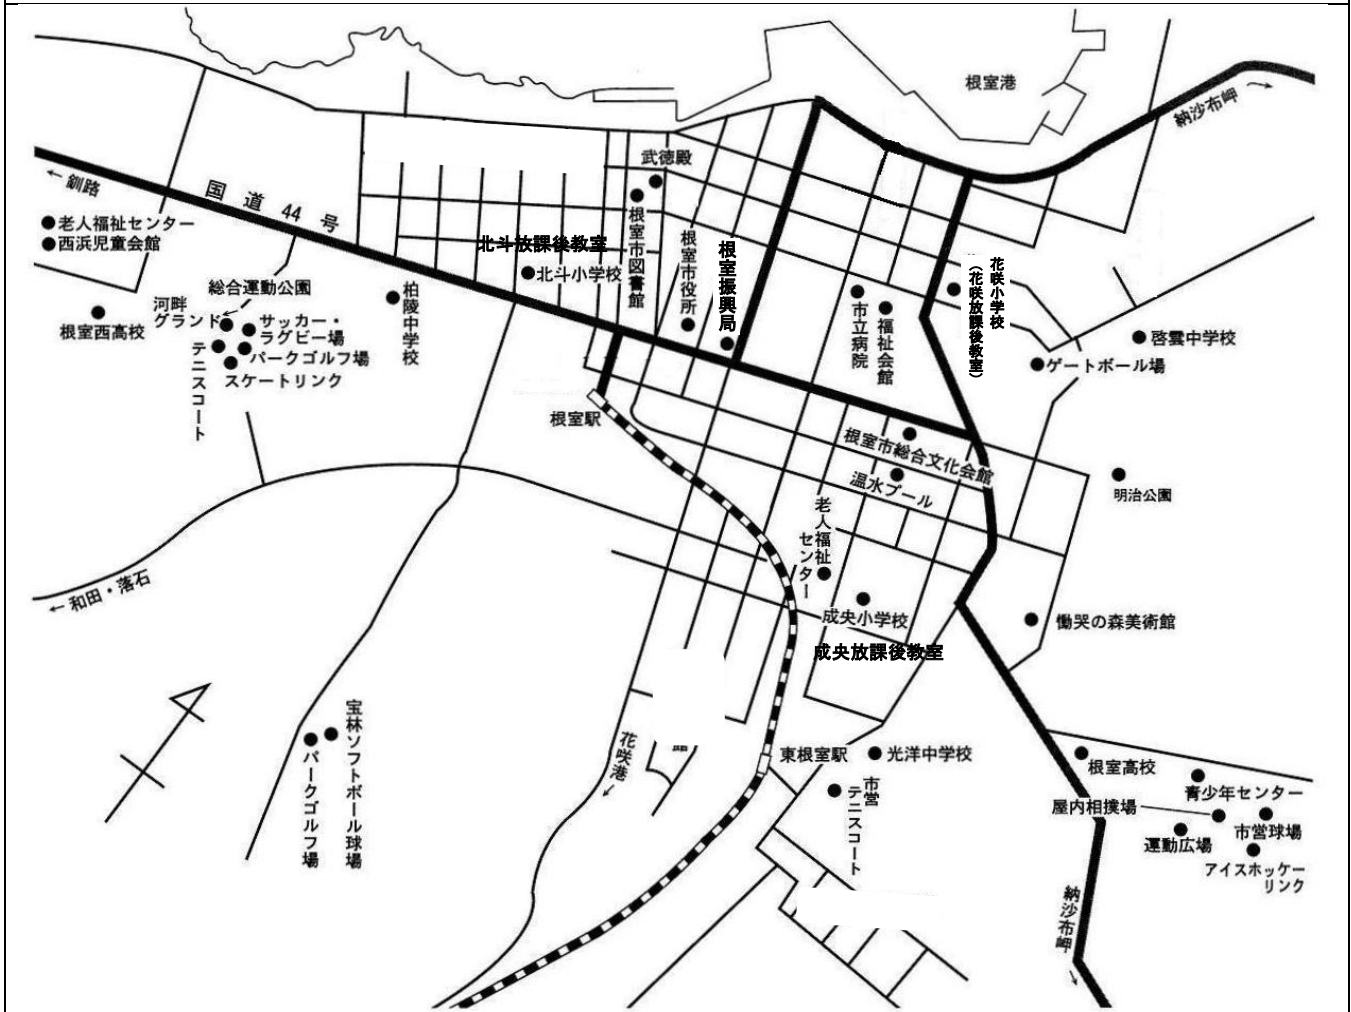 根室港
納沙布岬
武徳殿
釧路
国道44号
老人福祉センター
西浜児童会館
北斗放課後教室
北斗小学校
根室市図書館
根室市役所
根室振興局
花咲小学校
(花咲放課後教室)
総合運動公園
河畔
グランド
サッカー・
ラグビー場
パークゴルフ場
テニスコート
スケートリンク
根室西高校
柏陵中学校
市立病院
福祉会館
啓雲中学校
ゲートボール場
根室駅
根室市総合文化会館
温水プール
明治公園
老人福祉
センター
和田・落石
成央小学校
成央放課後教室
慟哭の森美術館
宝林ソフトボール球場
パークゴルフ場
花咲港
館
東根室駅
光洋中学校
市営
テニスコート
根室高校
青少年センター
屋内相撲場
市営球場
運動広場
アイスホッケー
リンク
納沙布岬